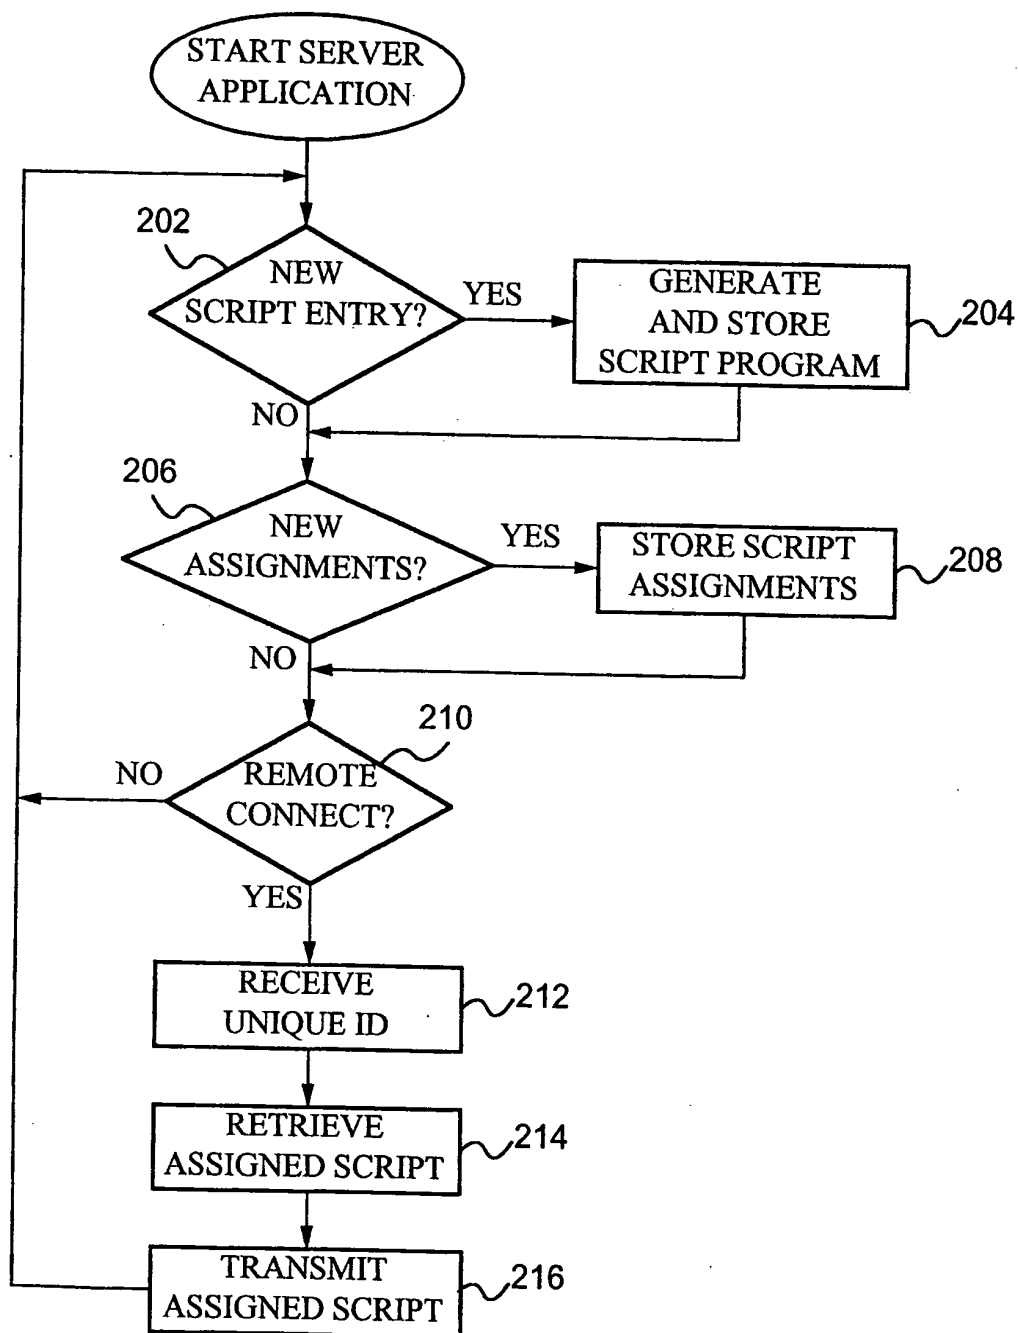 START SERVER
APPLICATION
202
NEW
SCRIPT ENTRY?
YES
GENERATE
AND STORE
SCRIPT PROGRAM
204
NO
206
NEW
ASSIGNMENTS?
YES
STORE SCRIPT
ASSIGNMENTS
208
NO
210
REMOTE
CONNECT?
NO
YES
RECEIVE
UNIQUE ID
212
RETRIEVE
ASSIGNED SCRIPT
214
TRANSMIT
ASSIGNED SCRIPT
216